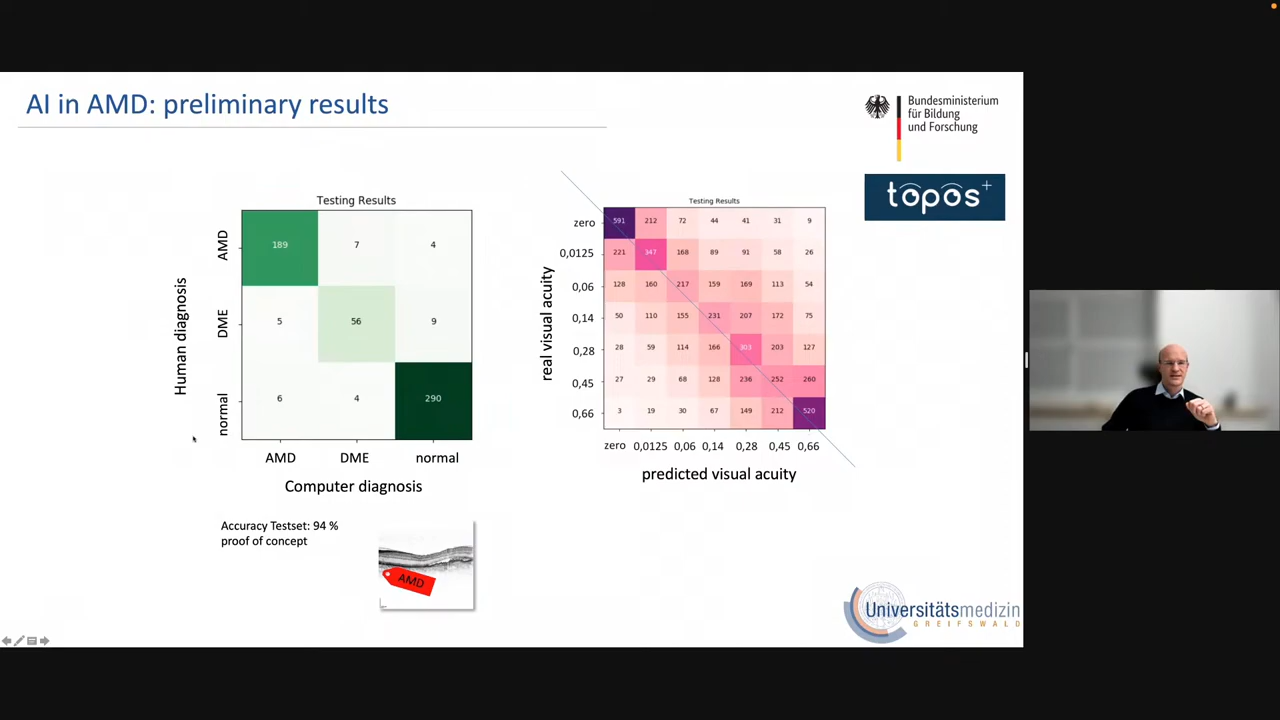 AI in AMD: preliminary results
Bundesministerium
für Bildung
und Forschung
topos+
Testing Results
Human diagnosis
AMD
189 7 4
DME
5 56 9
normal
6 4 290
AMD DME normal
Computer diagnosis
Accuracy Testset: 94 %
proof of concept
AMD
Testing Results
real visual acuity
zero 591 212 72 44 41 31 9
0,0125 221 347 168 89 91 58 26
0,06 128 160 217 159 169 113 54
0,14 50 110 155 231 207 172 75
0,28 28 59 114 166 303 203 127
0,45 27 29 68 128 236 252 260
0,66 3 19 30 67 149 212 520
zero 0,0125 0,06 0,14 0,28 0,45 0,66
predicted visual acuity
Universitätsmedizin
GREIFSWALD